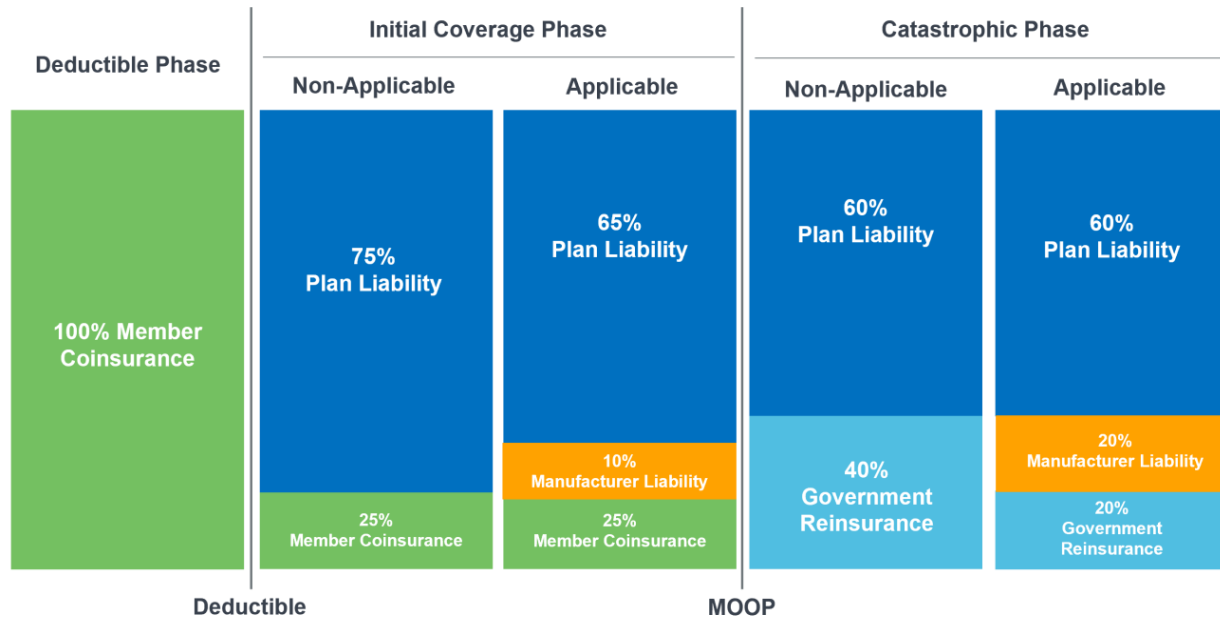 Initial Coverage Phase
Catastrophic Phase
Deductible Phase
Non-Applicable
Applicable
Non-Applicable
Applicable
100% Member
Coinsurance
75%
Plan Liability
25%
Member Coinsurance
65%
Plan Liability
10%
Manufacturer Liability
25%
Member Coinsurance
60%
Plan Liability
40%
Government
Reinsurance
60%
Plan Liability
20%
Manufacturer Liability
20%
Government
Reinsurance
Deductible
MOOP